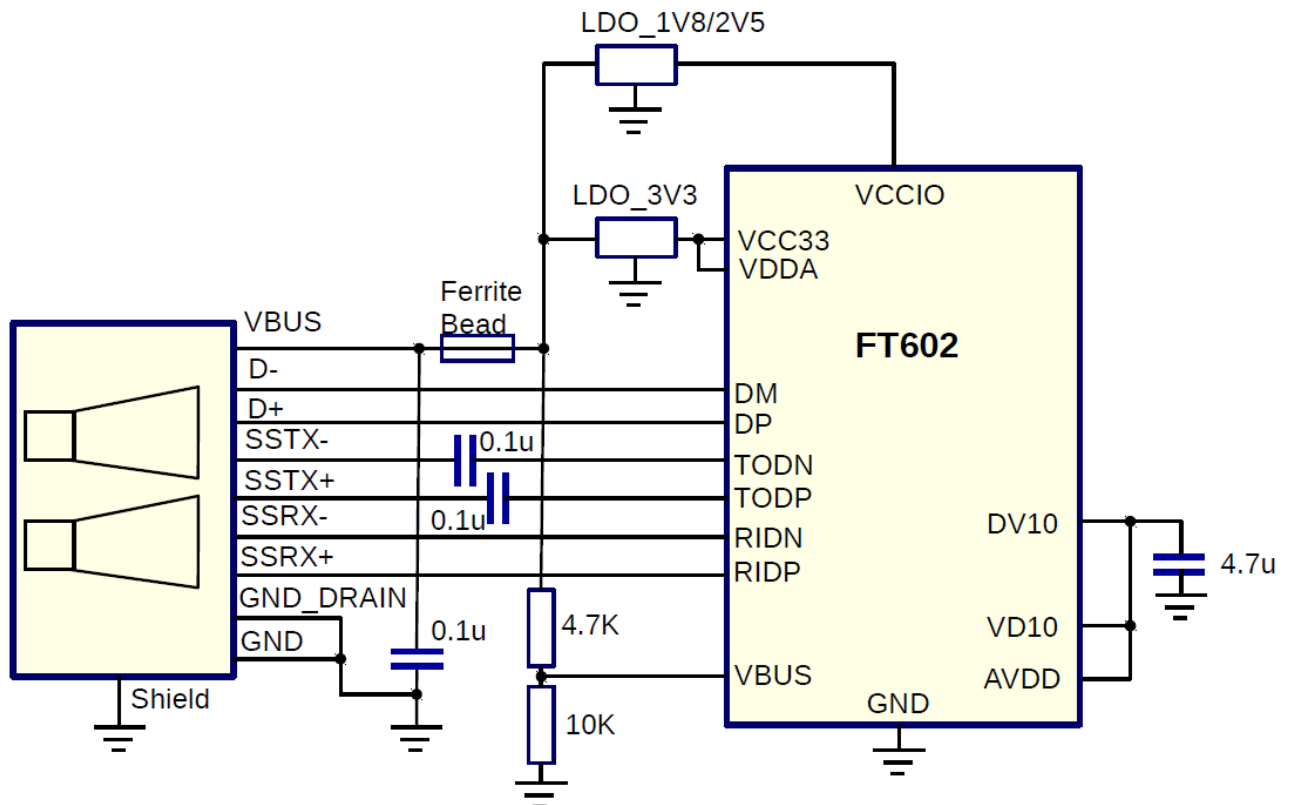 LDO_1V8/2V5
LDO_3V3
VCCIO
VCC33
VDDA
Ferrite
Bead
VBUS
FT602
D-
DM
D+
DP
SSTX-
0.1u
TODN
SSTX+
TODP
0.1u
SSRX-
RIDN
DV10
SSRX+
RIDP
4.7u
GND_DRAIN
4.7K
0.1u
VD10
GND
VBUS
AVDD
Shield
GND
10K